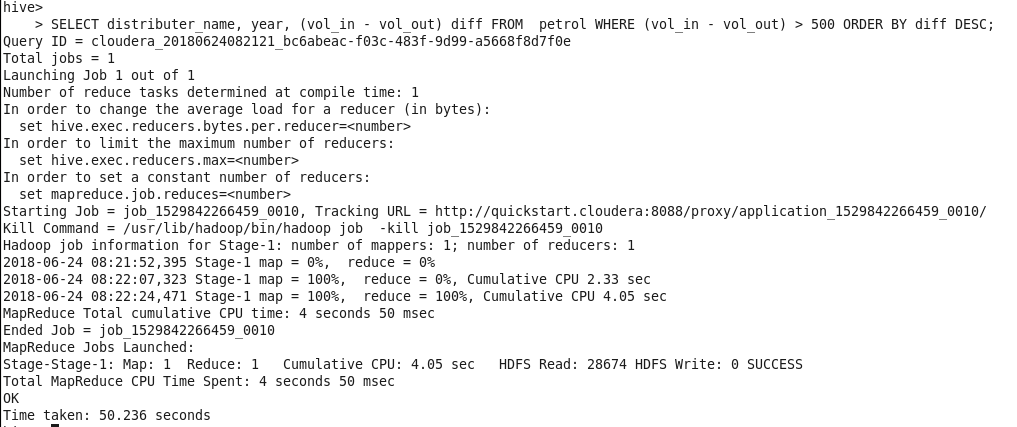 hive>
    > SELECT distributer_name, year, (vol_in - vol_out) diff FROM  petrol WHERE (vol_in - vol_out) > 500 ORDER BY diff DESC;
Query ID = cloudera_20180624082121_bc6abeac-f03c-483f-9d99-a5668f8d7f0e
Total jobs = 1
Launching Job 1 out of 1
Number of reduce tasks determined at compile time: 1
In order to change the average load for a reducer (in bytes):
  set hive.exec.reducers.bytes.per.reducer=<number>
In order to limit the maximum number of reducers:
  set hive.exec.reducers.max=<number>
In order to set a constant number of reducers:
  set mapreduce.job.reduces=<number>
Starting Job = job_1529842266459_0010, Tracking URL = http://quickstart.cloudera:8088/proxy/application_1529842266459_0010/
Kill Command = /usr/lib/hadoop/bin/hadoop job  -kill job_1529842266459_0010
Hadoop job information for Stage-1: number of mappers: 1; number of reducers: 1
2018-06-24 08:21:52,395 Stage-1 map = 0%,  reduce = 0%
2018-06-24 08:22:07,323 Stage-1 map = 100%,  reduce = 0%, Cumulative CPU 2.33 sec
2018-06-24 08:22:24,471 Stage-1 map = 100%,  reduce = 100%, Cumulative CPU 4.05 sec
MapReduce Total cumulative CPU time: 4 seconds 50 msec
Ended Job = job_1529842266459_0010
MapReduce Jobs Launched:
Stage-Stage-1: Map: 1  Reduce: 1   Cumulative CPU: 4.05 sec   HDFS Read: 28674 HDFS Write: 0 SUCCESS
Total MapReduce CPU Time Spent: 4 seconds 50 msec
OK
Time taken: 50.236 seconds